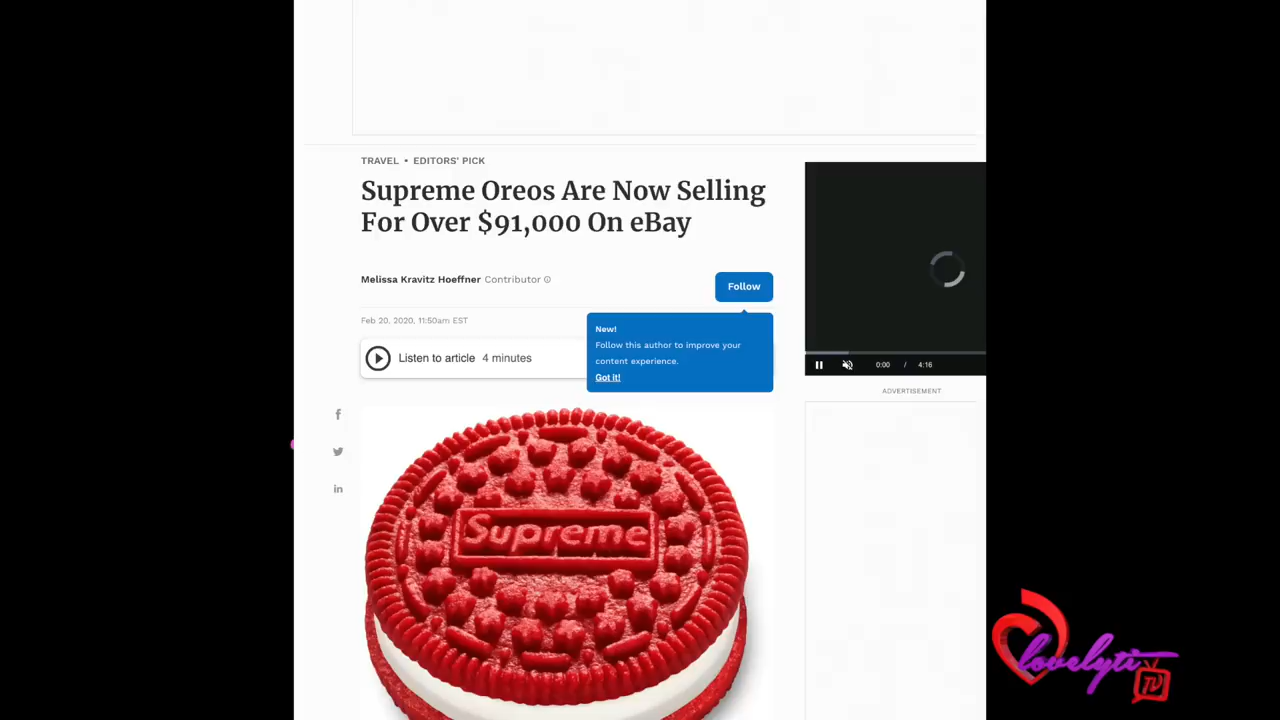 TRAVEL • EDITORS' PICK
Supreme Oreos Are Now Selling
For Over $91,000 On eBay
Melissa Kravitz Hoeffner Contributor
Follow
Feb 20, 2020, 11:50am EST
New!
Follow this author to improve your
content experience.
Got it!
Listen to article 4 minutes
0:00 / 4:16
ADVERTISEMENT
f
in
Supreme
Lovelyti
TV